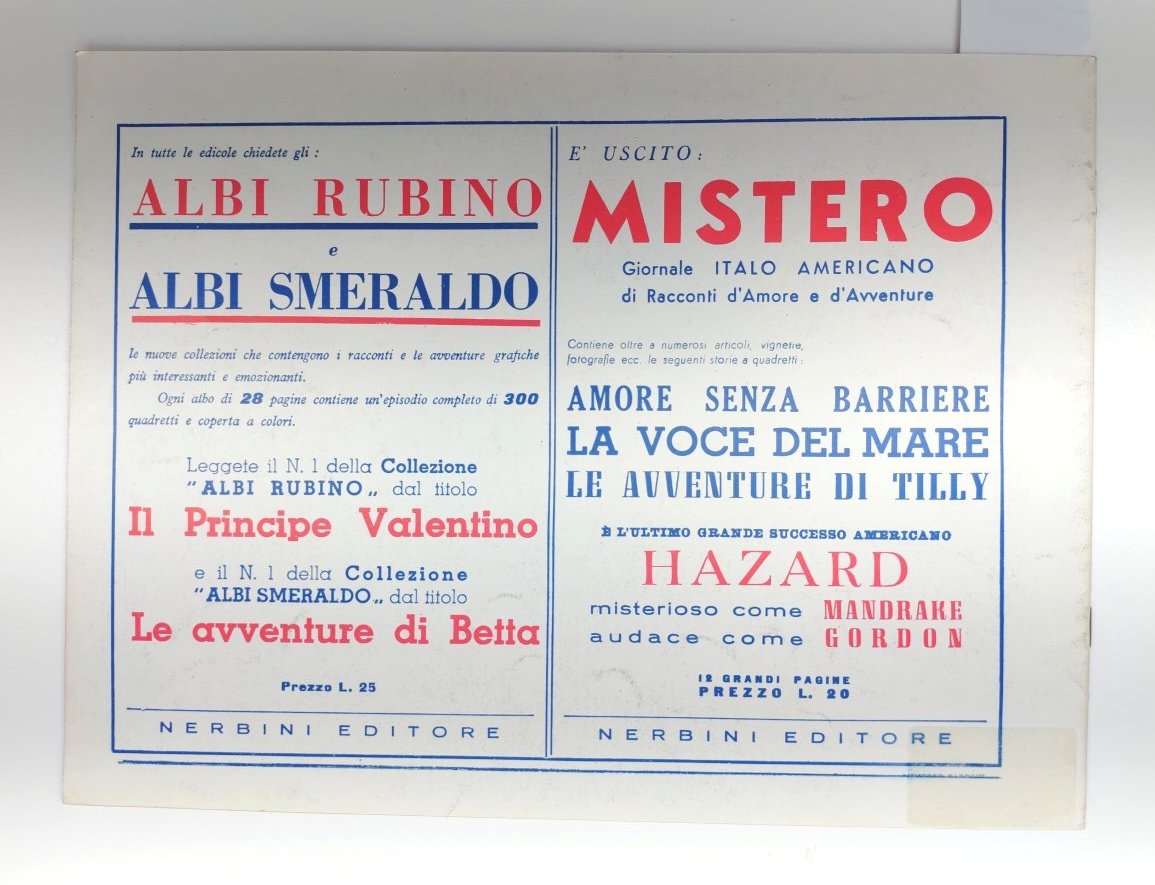 In tutte le edicole chiedete gli :
ALBI RUBINO
e
ALBI SMERALDO
le nuove collezioni che contengono i racconti e le avventure grafiche
più interessanti e emozionanti.
Ogni albo di 28 pagine contiene un'episodio completo di 300
quadretti e coperta a colori.
Leggete il N. 1 della Collezione
"ALBI RUBINO„ dal titolo
Il Principe Valentino
e il N. 1 della Collezione
"ALBI SMERALDO„ dal titolo
Le avventure di Betta
Prezzo L. 25
NERBINI EDITORE
E' USCITO :
MISTERO
Giornale ITALO AMERICANO
di Racconti d'Amore e d'Avventure
Contiene oltre a numerosi articoli, vignette,
fotografie ecc. le seguenti storie a quadretti :
AMORE SENZA BARRIERE
LA VOCE DEL MARE
LE AVVENTURE DI TILLY
È L'ULTIMO GRANDE SUCCESSO AMERICANO
HAZARD
misterioso come MANDRAKE
audace come GORDON
12 GRANDI PAGINE
PREZZO L. 20
NERBINI EDITORE